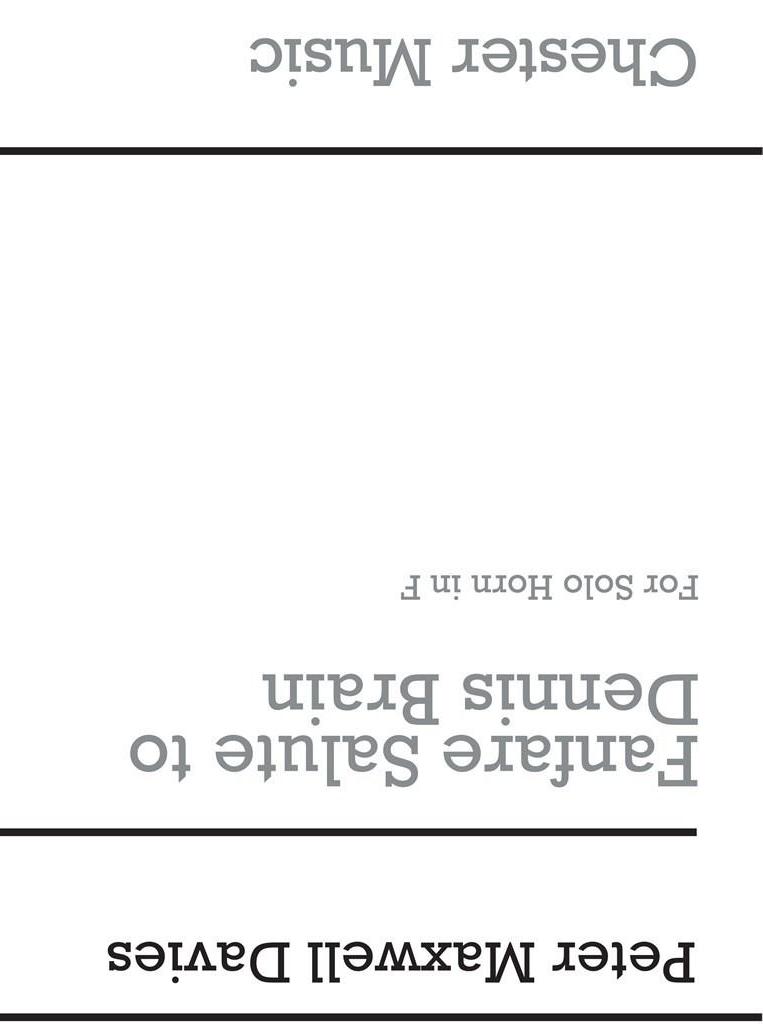 Peter Maxwell Davies
Fanfare Salute to
Dennis Brain
For Solo Horn in F
Chester Music